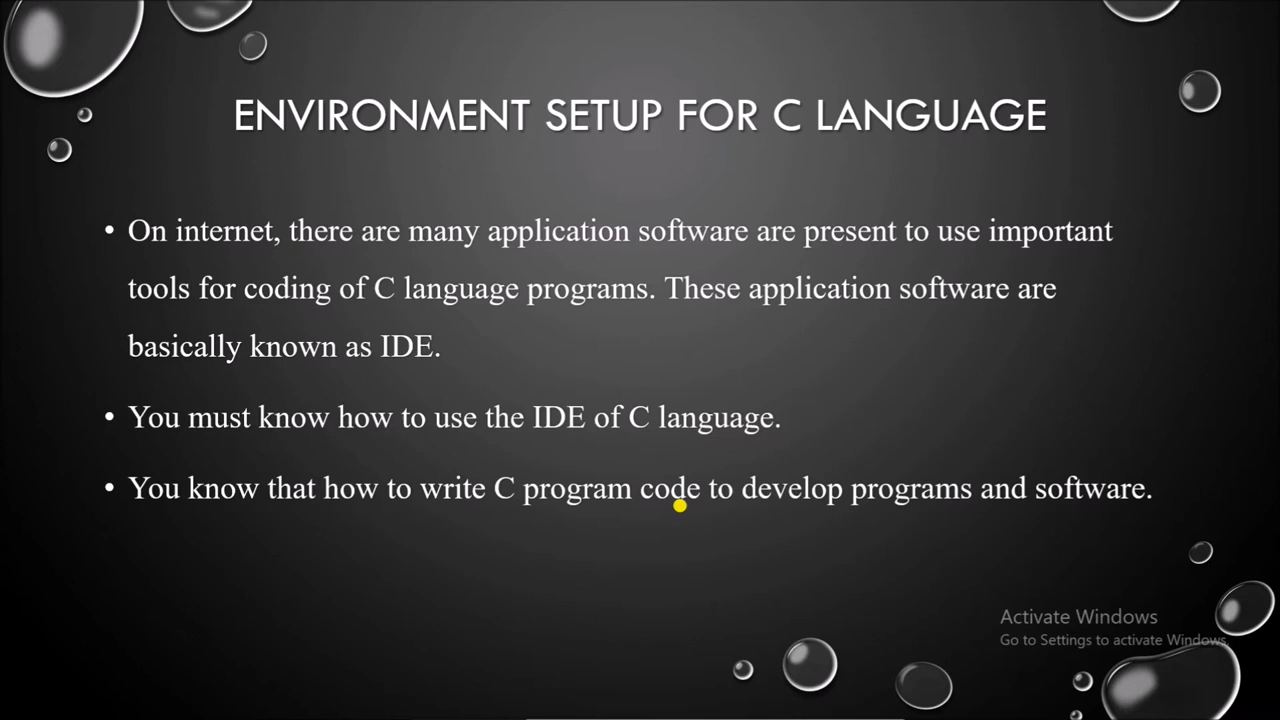 ENVIRONMENT SETUP FOR C LANGUAGE
• On internet, there are many application software are present to use important
tools for coding of C language programs. These application software are
basically known as IDE.
• You must know how to use the IDE of C language.
• You know that how to write C program code to develop programs and software.
Activate Windows
Go to Settings to activate Windows.